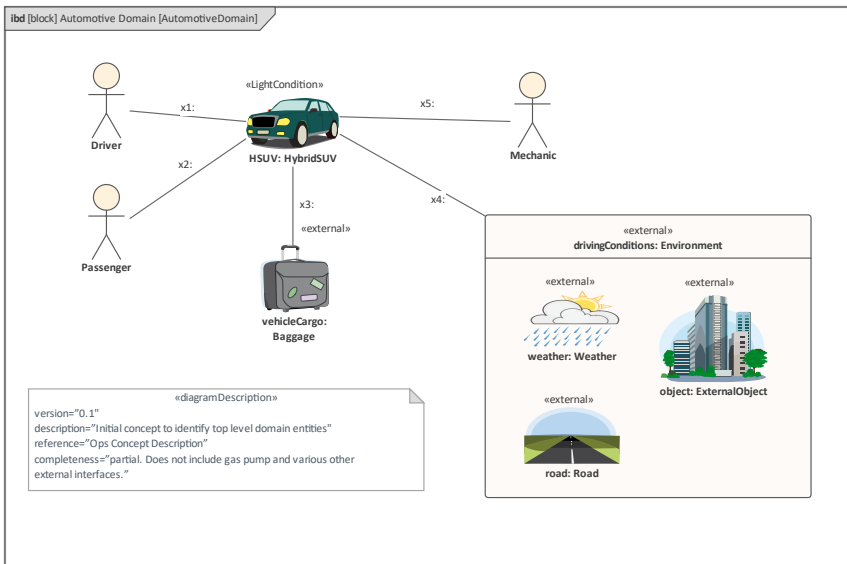 ibd [block] Automotive Domain [AutomotiveDomain]
«LightCondition»
x1:
x5:
Driver
HSUV: HybridSUV
Mechanic
x2:
x3:
x4:
«external»
Passenger
vehicleCargo:
Baggage
«external»
drivingConditions: Environment
«external»
weather: Weather
«external»
object: ExternalObject
«external»
road: Road
«diagramDescription»
version="0.1"
description="Initial concept to identify top level domain entities"
reference="Ops Concept Description"
completeness="partial. Does not include gas pump and various other
external interfaces."